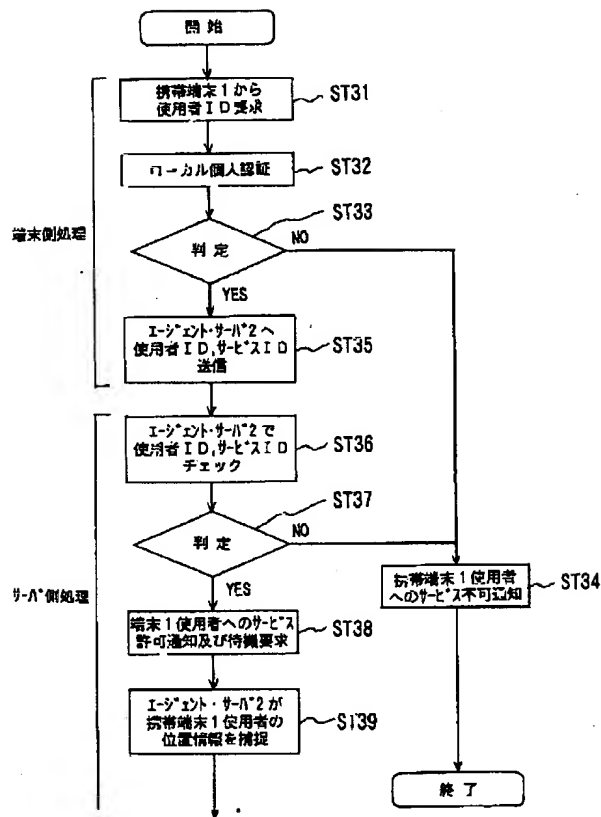 開始
携帯端末1から
使用者ID要求
ST31
ローカル個人認証
ST32
端末側処理
判定
ST33
NO
YES
エージェント・サーバ2へ
使用者ID,サービスID
送信
ST35
エージェント・サーバ2で
使用者ID,サービスID
チェック
ST36
サーバ側処理
判定
ST37
NO
YES
携帯端末1使用者
へのサービス不可通知
ST34
端末1使用者へのサービス
許可通知及び待機要求
ST38
エージェント・サーバ2が
携帯端末1使用者の
位置情報を捕捉
ST39
終了